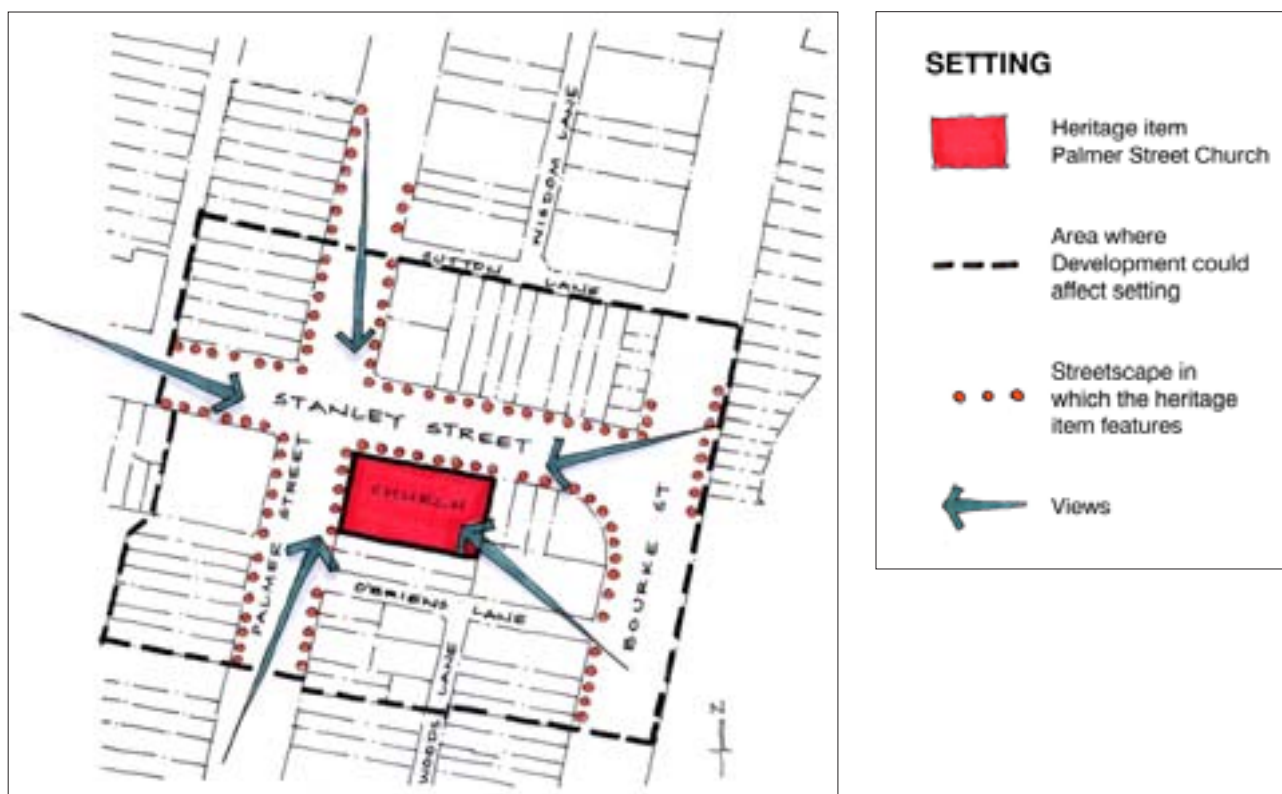 WISDOM LANE
SUTTON
LANE
STANLEY STREET
PALMER STREET
CHURCH
O'BRIENS LANE
WOODS LANE
BOURKE ST
N
SETTING
Heritage item
Palmer Street Church
Area where
Development could
affect setting
Streetscape in
which the heritage
item features
Views